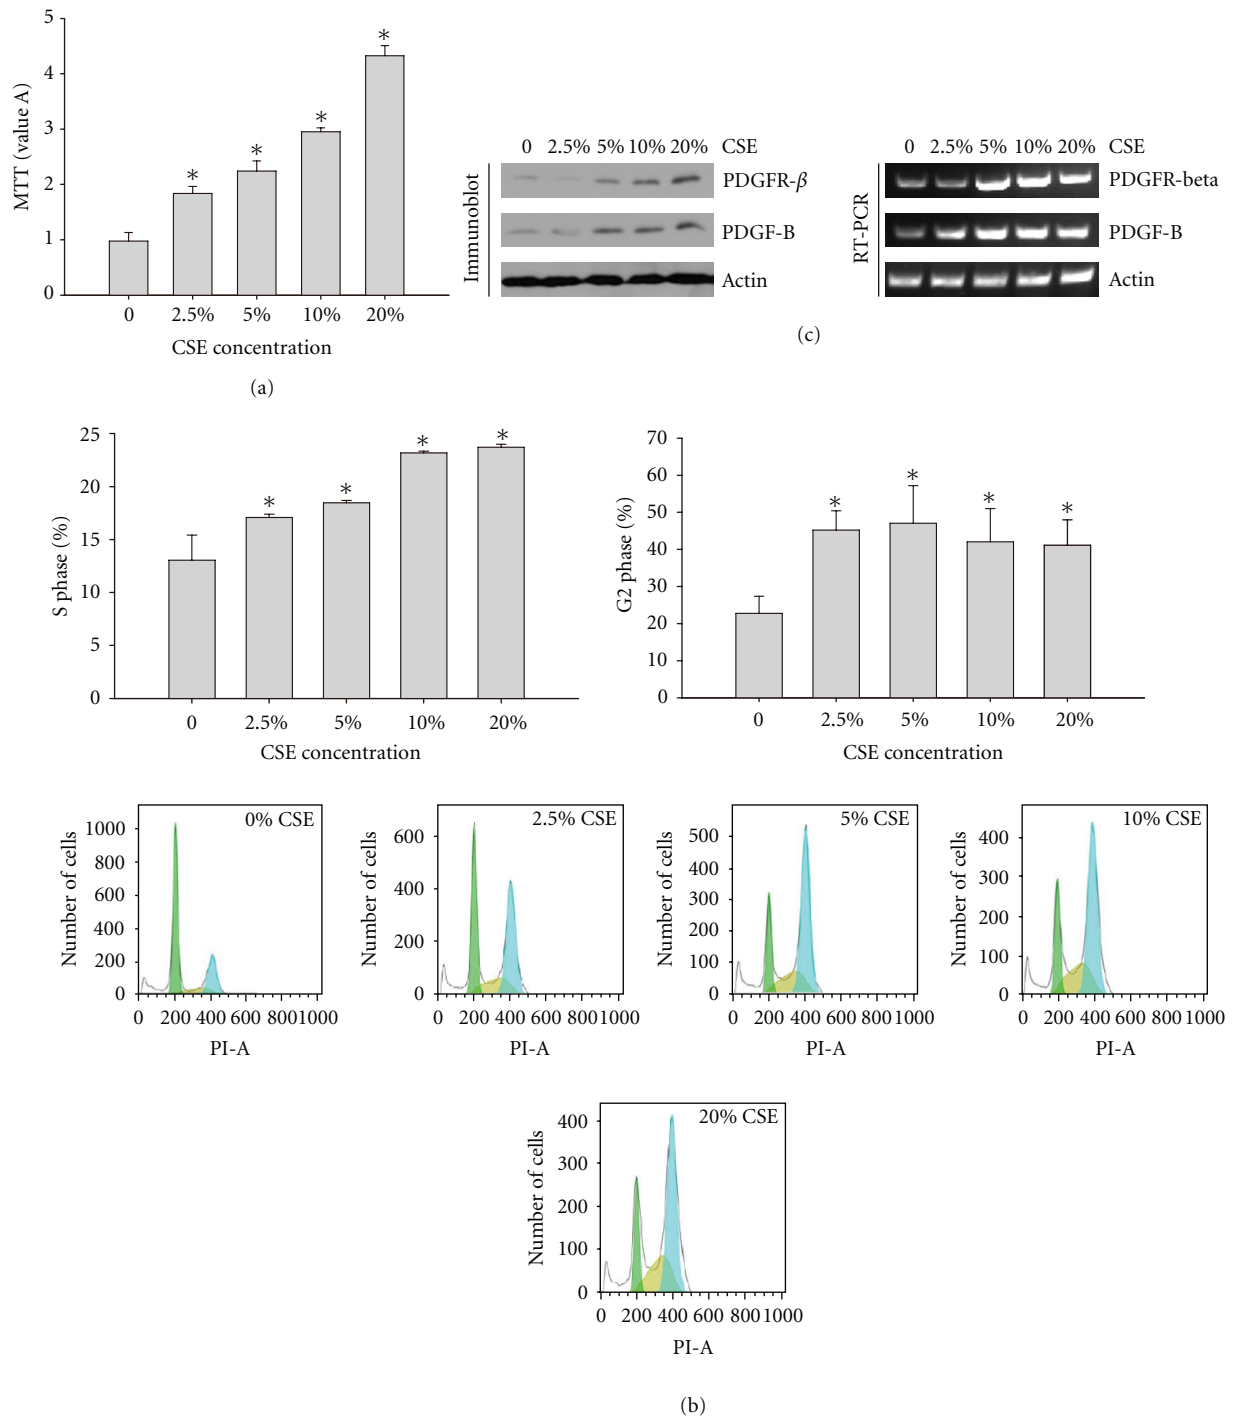 5
4
3
2
1
0
MTT (value A)
* * * * *
0 2.5% 5% 10% 20%
CSE concentration
(a)
0 2.5% 5% 10% 20% CSE
Immunoblot
PDGFR-β
PDGF-B
Actin
0 2.5% 5% 10% 20% CSE
RT-PCR
PDGFR-beta
PDGF-B
Actin
(c)
25
20
15
10
5
0
S phase (%)
* * * *
0 2.5% 5% 10% 20%
CSE concentration
70
60
50
40
30
20
10
0
G2 phase (%)
* * * *
0 2.5% 5% 10% 20%
CSE concentration
0% CSE
1000
800
600
400
200
0
Number of cells
0 200 400 600 800 1000
PI-A
2.5% CSE
600
400
200
0
Number of cells
0 200 400 600 800 1000
PI-A
5% CSE
500
400
300
200
100
0
Number of cells
0 200 400 600 800 1000
PI-A
10% CSE
400
300
200
100
0
Number of cells
0 200 400 600 800 1000
PI-A
20% CSE
400
300
200
100
0
Number of cells
0 200 400 600 800 1000
PI-A
(b)